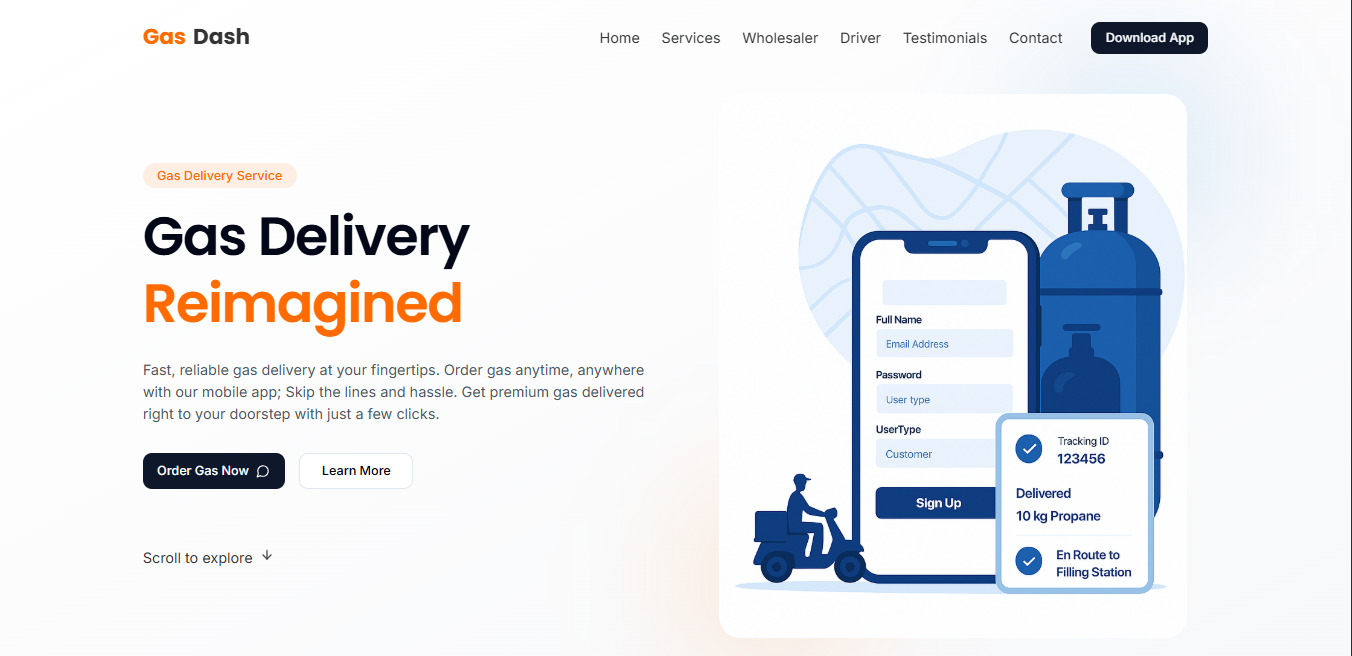 Gas Dash
Home Services Wholesaler Driver Testimonials Contact Download App
Gas Delivery Service
Gas Delivery
Reimagined
Fast, reliable gas delivery at your fingertips. Order gas anytime, anywhere
with our mobile app; Skip the lines and hassle. Get premium gas delivered
right to your doorstep with just a few clicks.
Order Gas Now
Learn More
Scroll to explore
Full Name
Email Address
Password
User type
UserType
Customer
Sign Up
Tracking ID
123456
Delivered
10 kg Propane
En Route to
Filling Station